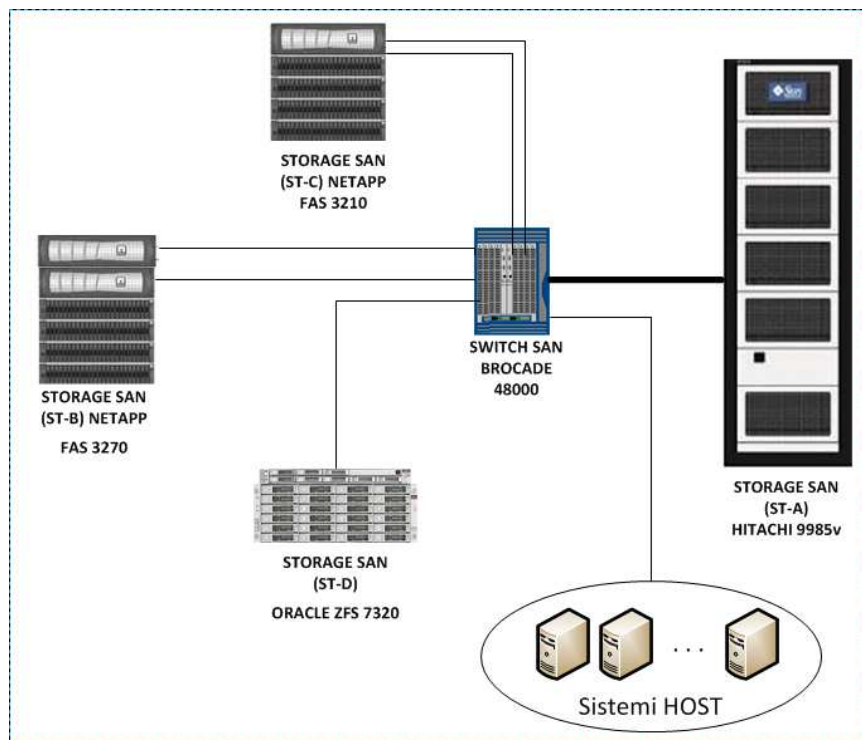 STORAGE SAN
(ST-C) NETAPP
FAS 3210
STORAGE SAN
(ST-B) NETAPP
FAS 3270
SWITCH SAN
BROCADE
48000
Sun
STORAGE SAN
(ST-A)
HITACHI 9985v
STORAGE SAN
(ST-D)
ORACLE ZFS 7320
...
Sistemi HOST